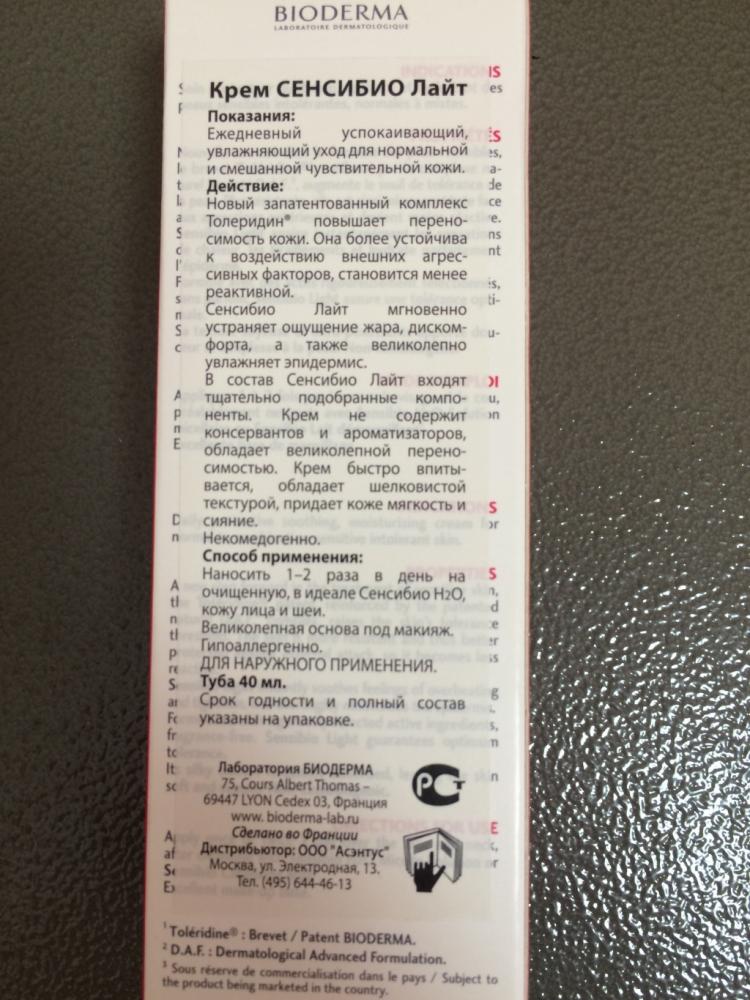 BIODERMA
LABORATOIRE DERMATOLOGIQUE
INDICATIONS
Крем СЕНСИБИО Лайт
Показания:
Ежедневный успокаивающий,
увлажняющий уход для нормальной
и смешанной чувствительной кожи.
Действие:
Новый запатентованный комплекс
Толеридин® повышает перено-
симость кожи. Она более устойчива
к воздействию внешних агрес-
сивных факторов, становится менее
реактивной.
Сенсибио Лайт мгновенно
устраняет ощущение жара, диском-
форта, а также великолепно
увлажняет эпидермис.
В состав Сенсибио Лайт входят
тщательно подобранные компо-
ненты. Крем не содержит
консервантов и ароматизаторов,
обладает великолепной перено-
симостью. Крем быстро впиты-
вается, обладает шелковистой
текстурой, придает коже мягкость и
сияние.
Некомедогенно.
Способ применения:
Наносить 1–2 раза в день на
очищенную, в идеале Сенсибио H2O,
кожу лица и шеи.
Великолепная основа под макияж.
Гипоаллергенно.
ДЛЯ НАРУЖНОГО ПРИМЕНЕНИЯ.
Туба 40 мл.
Срок годности и полный состав
указаны на упаковке.
Лаборатория БИОДЕРМА
75, Cours Albert Thomas –
69447 LYON Cedex 03, Франция
www. bioderma-lab.ru
Сделано во Франции
Дистрибьютор: ООО "Асэнтус"
Москва, ул. Электродная, 13.
Тел. (495) 644-46-13
РСТ
1 Toléridine® : Brevet / Patent BIODERMA.
2 D.A.F. : Dermatological Advanced Formulation.
3 Sous réserve de commercialisation dans le pays / Subject to
the product being marketed in the country.